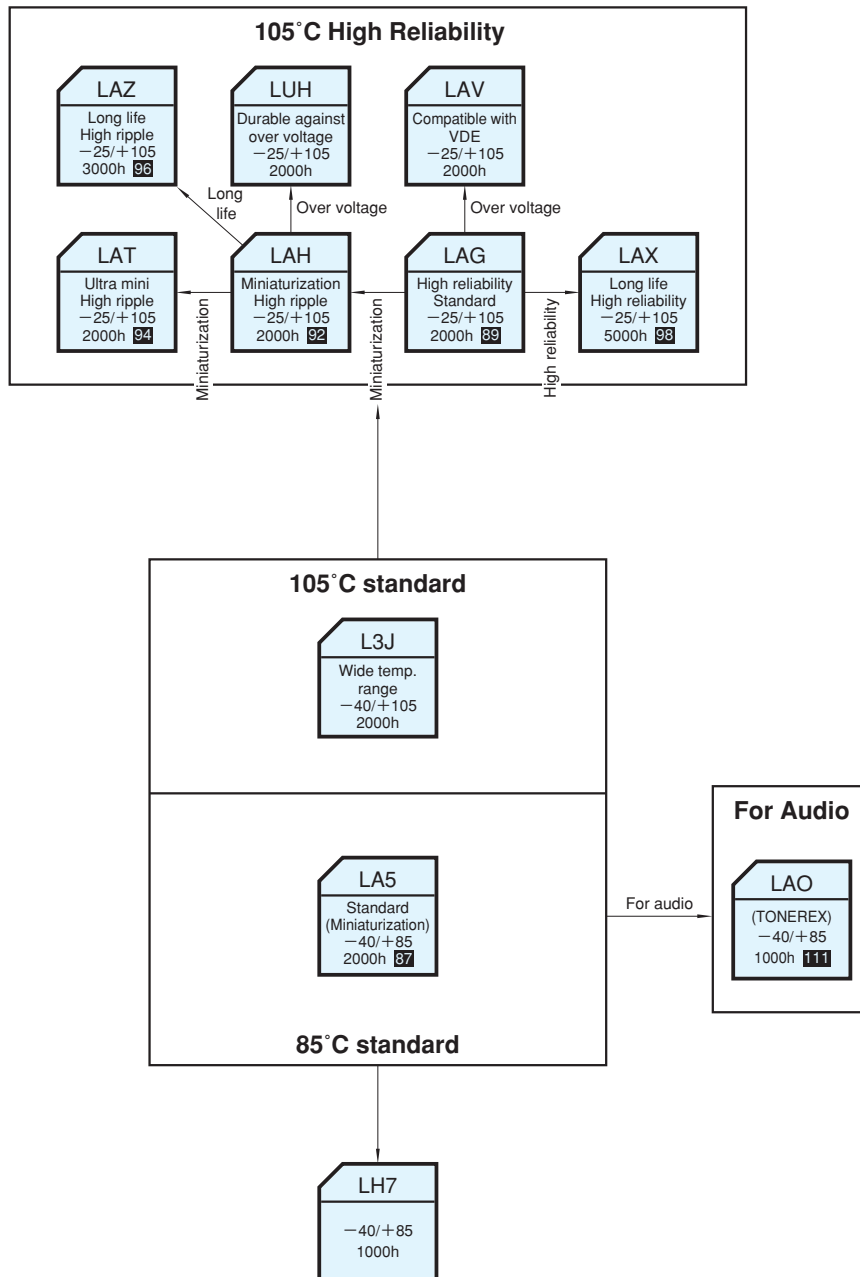 105˚C High Reliability
LAZ
Long life
High ripple
−25/+105
3000h 96
LUH
Durable against
over voltage
−25/+105
2000h
LAV
Compatible with
VDE
−25/+105
2000h
Long
life
Over voltage
Over voltage
LAT
Ultra mini
High ripple
−25/+105
2000h 94
Miniaturization
LAH
Miniaturization
High ripple
−25/+105
2000h 92
Miniaturization
LAG
High reliability
Standard
−25/+105
2000h 89
High reliability
LAX
Long life
High reliability
−25/+105
5000h 98
105˚C standard
L3J
Wide temp.
range
−40/+105
2000h
LA5
Standard
(Miniaturization)
−40/+85
2000h 87
85˚C standard
For audio
For Audio
LAO
(TONEREX)
−40/+85
1000h 111
LH7
−40/+85
1000h